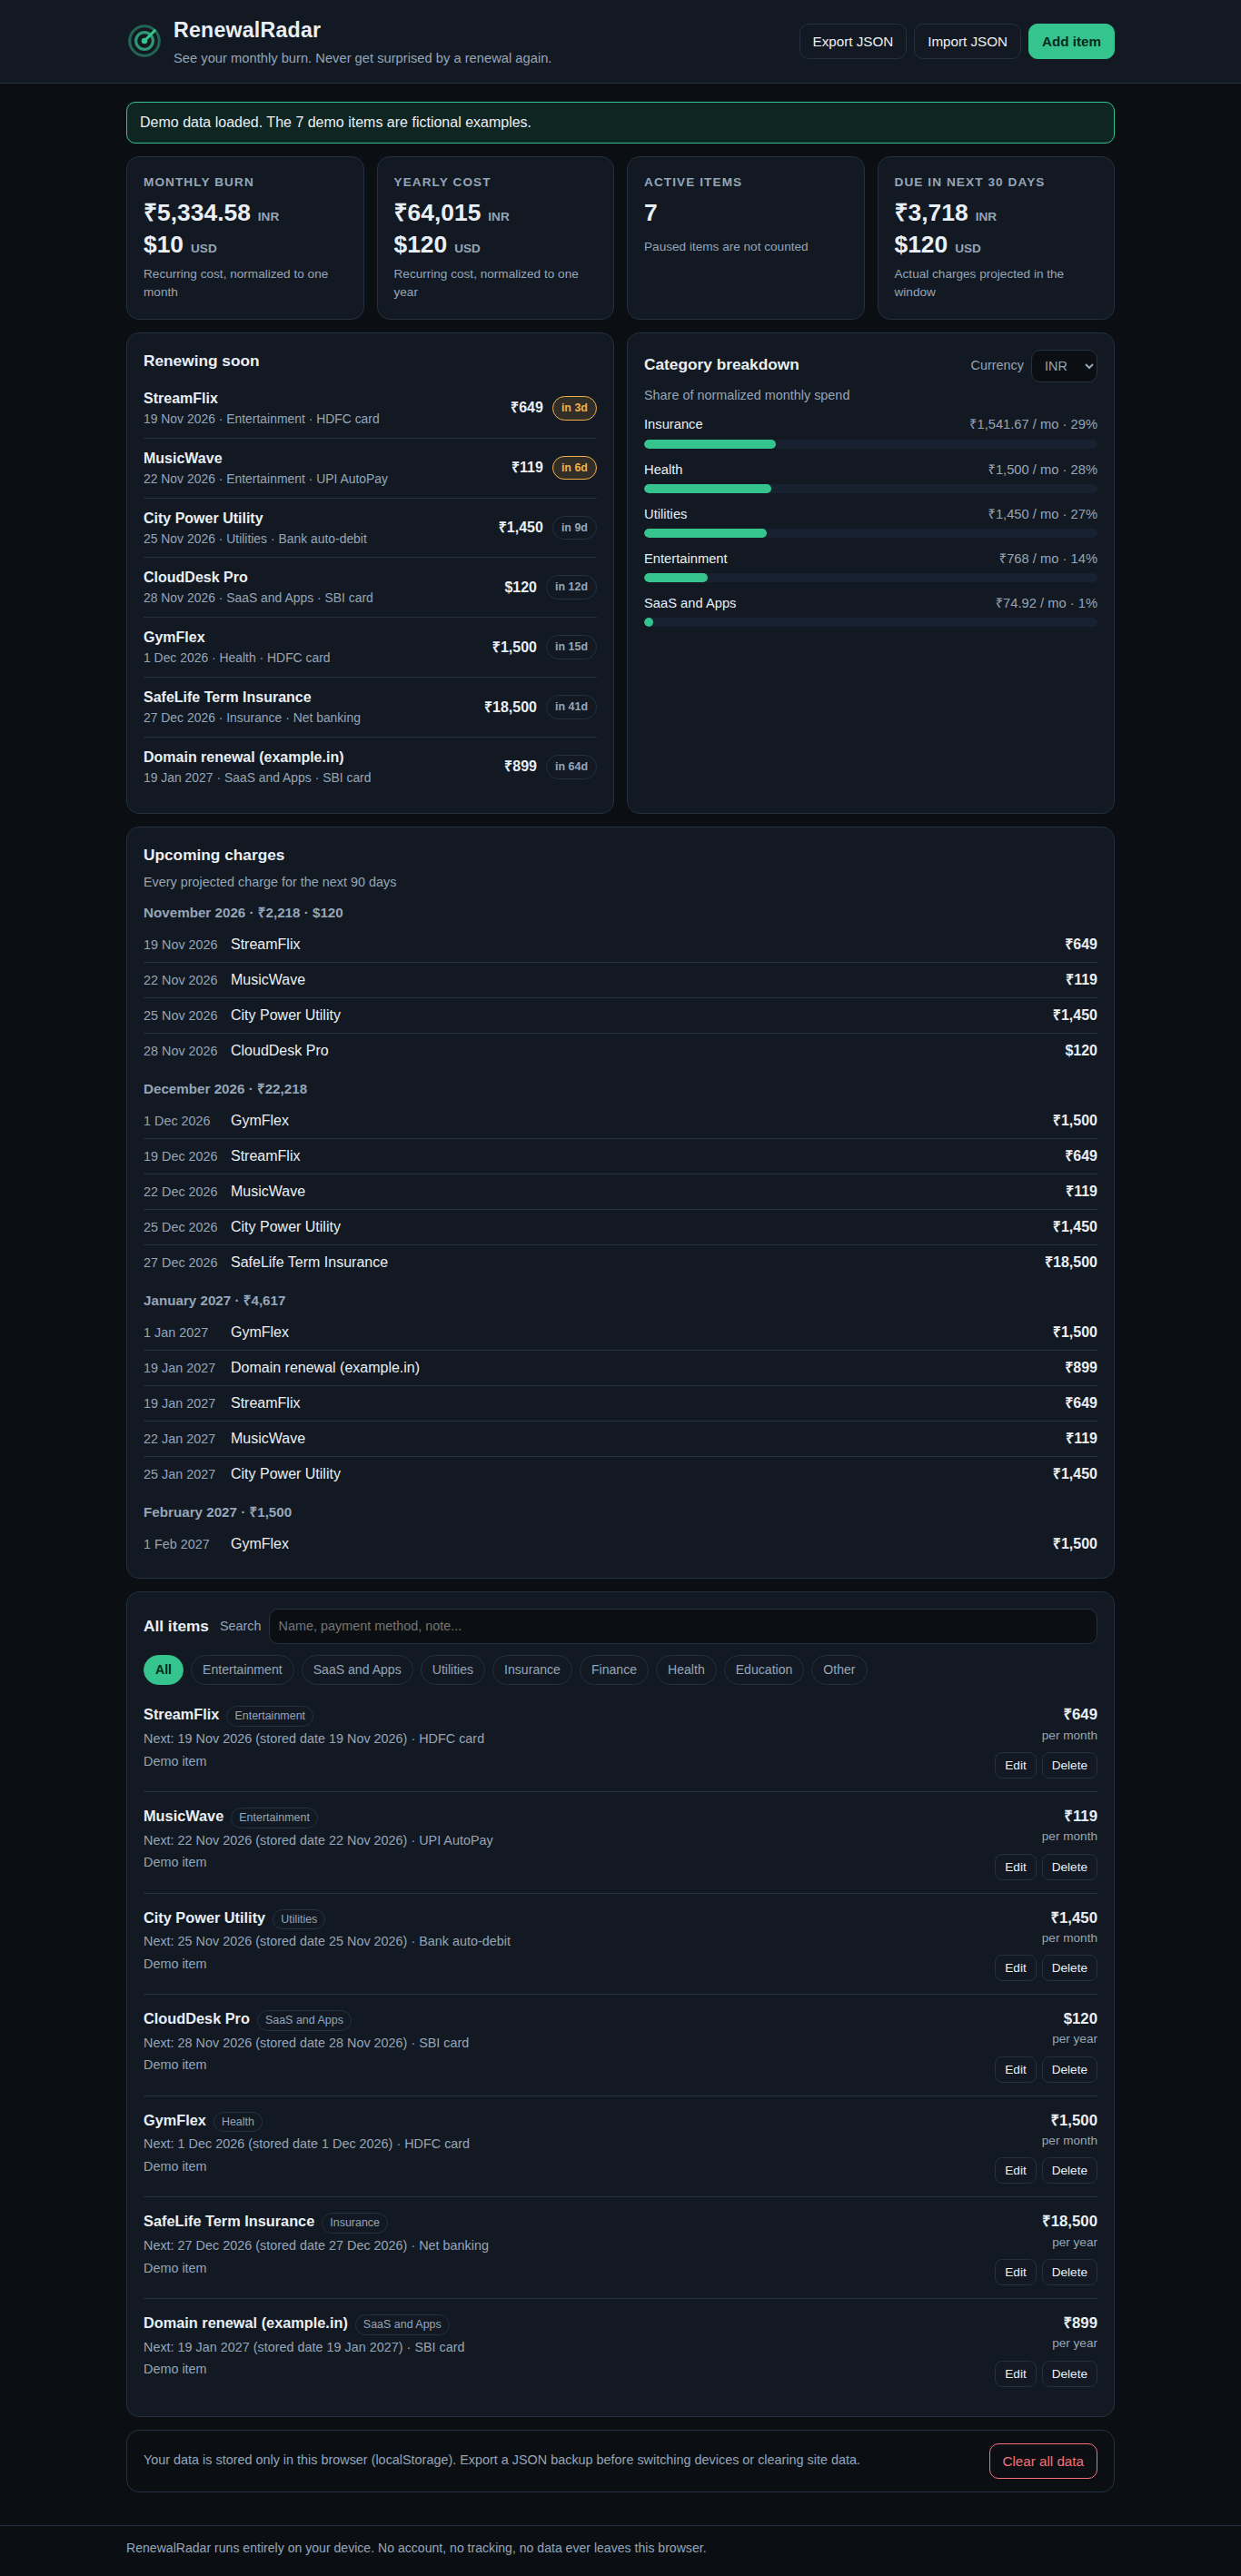 RenewalRadar
See your monthly burn. Never get surprised by a renewal again.
Export JSON
Import JSON
Add item
Demo data loaded. The 7 demo items are fictional examples.
MONTHLY BURN
₹5,334.58 INR
$10 USD
Recurring cost, normalized to one
month
YEARLY COST
₹64,015 INR
$120 USD
Recurring cost, normalized to one
year
ACTIVE ITEMS
7
Paused items are not counted
DUE IN NEXT 30 DAYS
₹3,718 INR
$120 USD
Actual charges projected in the
window
Renewing soon
StreamFlix
19 Nov 2026 · Entertainment · HDFC card
₹649 in 3d
MusicWave
22 Nov 2026 · Entertainment · UPI AutoPay
₹119 in 6d
City Power Utility
25 Nov 2026 · Utilities · Bank auto-debit
₹1,450 in 9d
CloudDesk Pro
28 Nov 2026 · SaaS and Apps · SBI card
$120 in 12d
GymFlex
1 Dec 2026 · Health · HDFC card
₹1,500 in 15d
SafeLife Term Insurance
27 Dec 2026 · Insurance · Net banking
₹18,500 in 41d
Domain renewal (example.in)
19 Jan 2027 · SaaS and Apps · SBI card
₹899 in 64d
Category breakdown
Currency INR
Share of normalized monthly spend
Insurance ₹1,541.67 / mo · 29%
Health ₹1,500 / mo · 28%
Utilities ₹1,450 / mo · 27%
Entertainment ₹768 / mo · 14%
SaaS and Apps ₹74.92 / mo · 1%
Upcoming charges
Every projected charge for the next 90 days
November 2026 · ₹2,218 · $120
19 Nov 2026 StreamFlix ₹649
22 Nov 2026 MusicWave ₹119
25 Nov 2026 City Power Utility ₹1,450
28 Nov 2026 CloudDesk Pro $120
December 2026 · ₹22,218
1 Dec 2026 GymFlex ₹1,500
19 Dec 2026 StreamFlix ₹649
22 Dec 2026 MusicWave ₹119
25 Dec 2026 City Power Utility ₹1,450
27 Dec 2026 SafeLife Term Insurance ₹18,500
January 2027 · ₹4,617
1 Jan 2027 GymFlex ₹1,500
19 Jan 2027 Domain renewal (example.in) ₹899
19 Jan 2027 StreamFlix ₹649
22 Jan 2027 MusicWave ₹119
25 Jan 2027 City Power Utility ₹1,450
February 2027 · ₹1,500
1 Feb 2027 GymFlex ₹1,500
All items Search Name, payment method, note...
All Entertainment SaaS and Apps Utilities Insurance Finance Health Education Other
StreamFlix Entertainment ₹649
Next: 19 Nov 2026 (stored date 19 Nov 2026) · HDFC card per month
Demo item Edit Delete
MusicWave Entertainment ₹119
Next: 22 Nov 2026 (stored date 22 Nov 2026) · UPI AutoPay per month
Demo item Edit Delete
City Power Utility Utilities ₹1,450
Next: 25 Nov 2026 (stored date 25 Nov 2026) · Bank auto-debit per month
Demo item Edit Delete
CloudDesk Pro SaaS and Apps $120
Next: 28 Nov 2026 (stored date 28 Nov 2026) · SBI card per year
Demo item Edit Delete
GymFlex Health ₹1,500
Next: 1 Dec 2026 (stored date 1 Dec 2026) · HDFC card per month
Demo item Edit Delete
SafeLife Term Insurance Insurance ₹18,500
Next: 27 Dec 2026 (stored date 27 Dec 2026) · Net banking per year
Demo item Edit Delete
Domain renewal (example.in) SaaS and Apps ₹899
Next: 19 Jan 2027 (stored date 19 Jan 2027) · SBI card per year
Demo item Edit Delete
Your data is stored only in this browser (localStorage). Export a JSON backup before switching devices or clearing site data. Clear all data
RenewalRadar runs entirely on your device. No account, no tracking, no data ever leaves this browser.